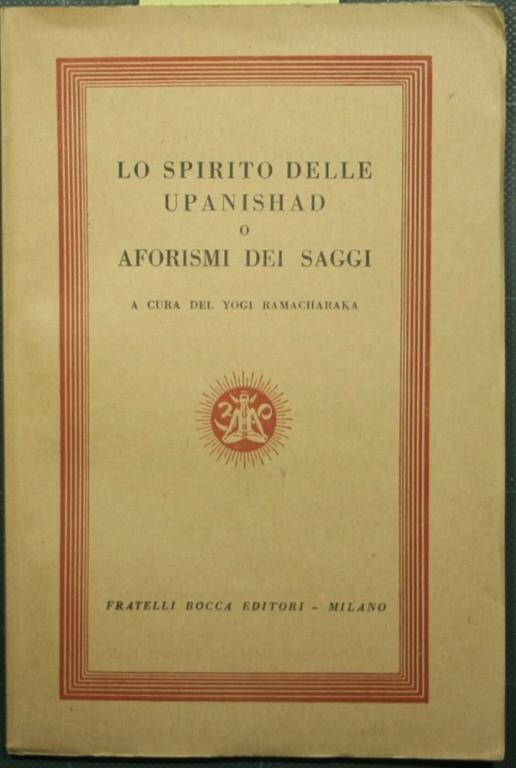 LO SPIRITO DELLE
UPANISHAD
O
AFORISMI DEI SAGGI
A CURA DEL YOGI RAMACHARAKA
FRATELLI BOCCA EDITORI - MILANO